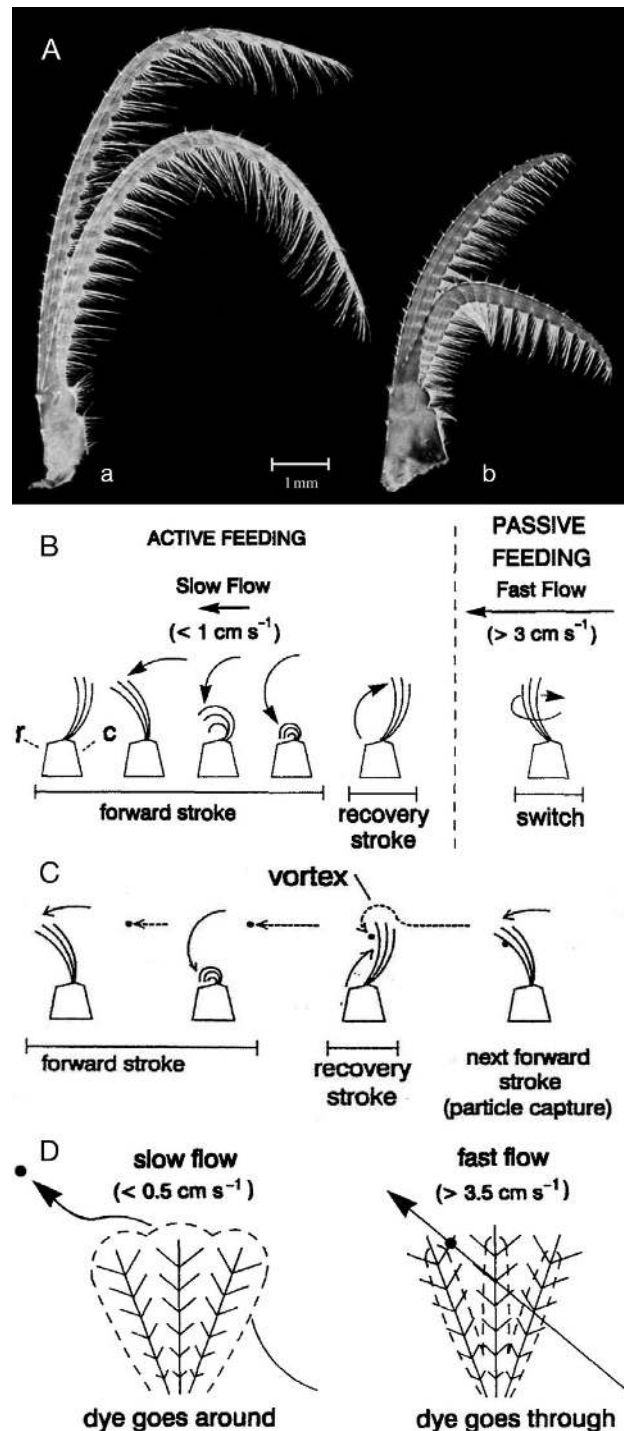 A
a
1 mm
b
B
ACTIVE FEEDING
Slow Flow
(< 1 cm s⁻¹)
PASSIVE
FEEDING
Fast Flow
(> 3 cm s⁻¹)
r
c
forward stroke
recovery
stroke
switch
C
vortex
forward stroke
recovery
stroke
next forward
stroke
(particle capture)
D
slow flow
(< 0.5 cm s⁻¹)
fast flow
(> 3.5 cm s⁻¹)
dye goes around
dye goes through